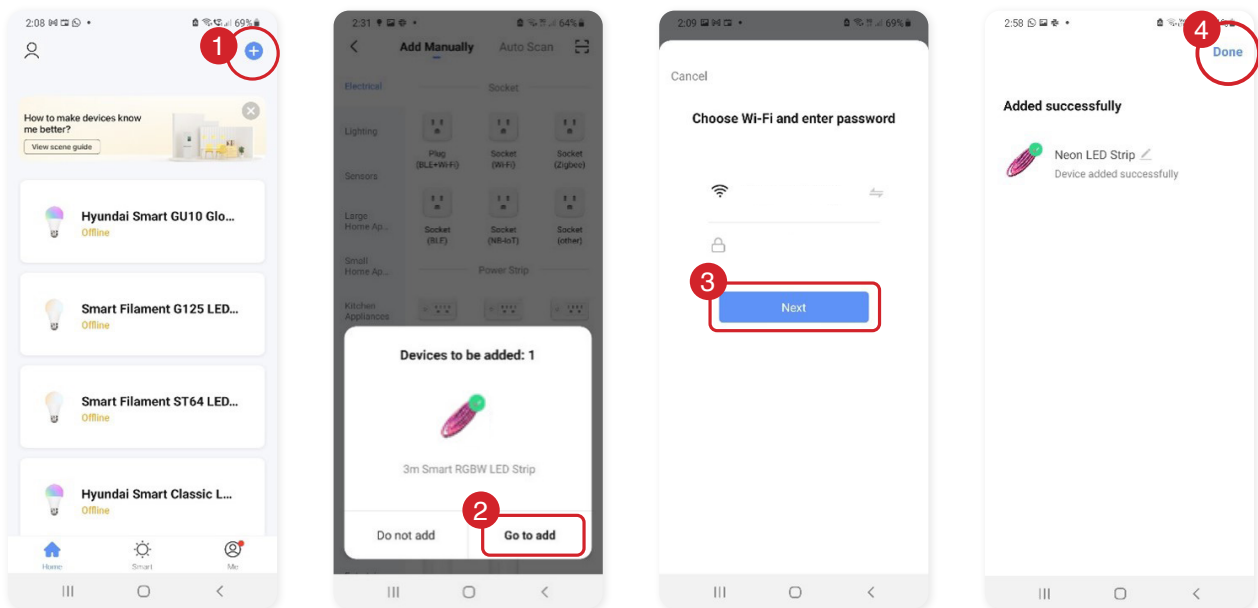 2:08
69%
1
+
How to make devices know
me better?
View scene guide
Hyundai Smart GU10 Glo...
Offline
Smart Filament G125 LED...
Offline
Smart Filament ST64 LED...
Offline
Hyundai Smart Classic L...
Offline
Home
Smart
Me
2:31
64%
Add Manually
Auto Scan
Electrical
Socket
Lighting
Plug
(BLE+Wi-Fi)
Socket
(Wi-Fi)
Socket
(Zigbee)
Sensors
Large
Home Ap...
Socket
(BLE)
Socket
(NB-IoT)
Socket
(other)
Small
Home Ap...
Power Strip
Kitchen
Appliances
Devices to be added: 1
3m Smart RGBW LED Strip
2
Do not add
Go to add
2:09
69%
Cancel
Choose Wi-Fi and enter password
3
Next
2:58
4
Done
Added successfully
Neon LED Strip
Device added successfully